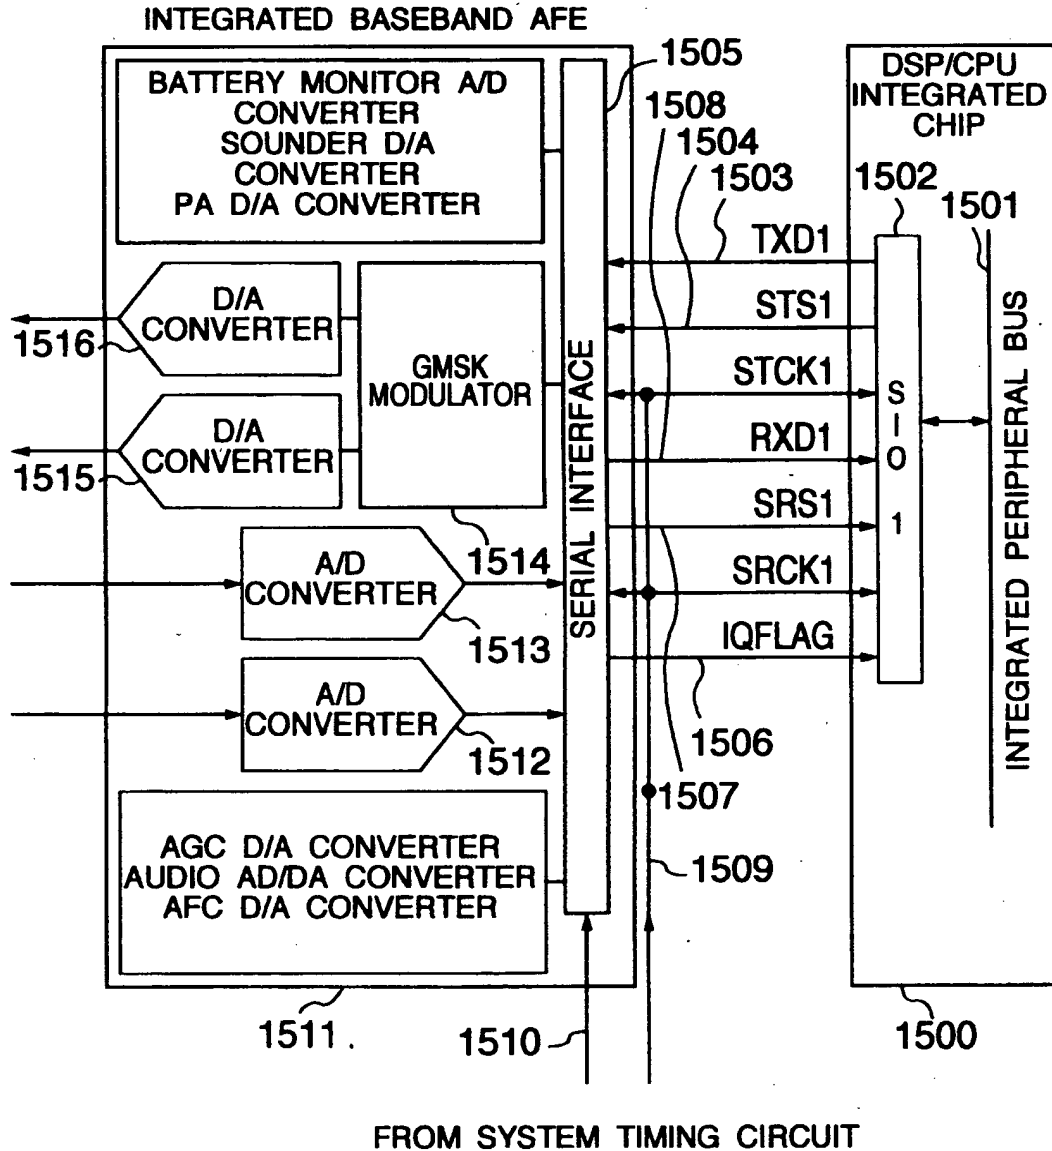 INTEGRATED BASEBAND AFE
BATTERY MONITOR A/D
CONVERTER
SOUNDER D/A
CONVERTER
PA D/A CONVERTER
1505
1508
1504
1503
DSP/CPU
INTEGRATED
CHIP
1502
1501
TXD1
STS1
STCK1
RXD1
SRS1
SRCK1
IQFLAG
D/A
CONVERTER
1516
D/A
CONVERTER
1515
GMSK
MODULATOR
1514
SERIAL INTERFACE
SIO1
INTEGRATED PERIPHERAL BUS
A/D
CONVERTER
1513
A/D
CONVERTER
1512
1506
1507
1509
AGC D/A CONVERTER
AUDIO AD/DA CONVERTER
AFC D/A CONVERTER
1511
1510
1500
FROM SYSTEM TIMING CIRCUIT